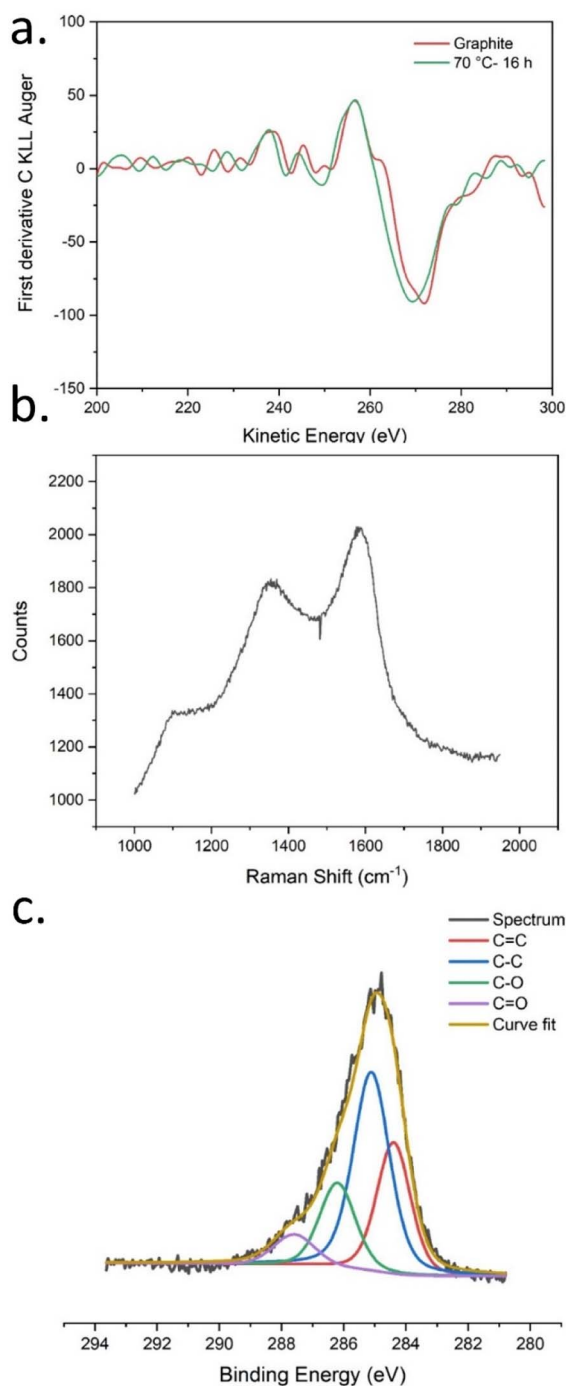 a.
First derivative C KLL Auger
100
50
0
-50
-100
-150
Graphite
70 °C- 16 h
200 220 240 260 280 300
Kinetic Energy (eV)
b.
Counts
2200
2000
1800
1600
1400
1200
1000
1000 1200 1400 1600 1800 2000
Raman Shift (cm⁻¹)
c.
Spectrum
C=C
C-C
C-O
C=O
Curve fit
294 292 290 288 286 284 282 280
Binding Energy (eV)